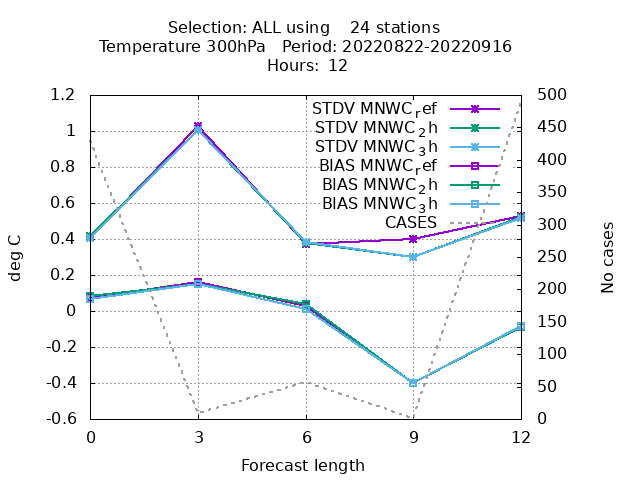 Selection: ALL using    24 stations
Temperature 300hPa   Period: 20220822-20220916
Hours:  12
1.2
1
0.8
0.6
0.4
0.2
0
-0.2
-0.4
-0.6
deg C
500
450
400
350
300
250
200
150
100
50
0
No cases
STDV MNWC_ref
STDV MNWC_2h
STDV MNWC_3h
BIAS MNWC_ref
BIAS MNWC_2h
BIAS MNWC_3h
CASES
0 3 6 9 12
Forecast length